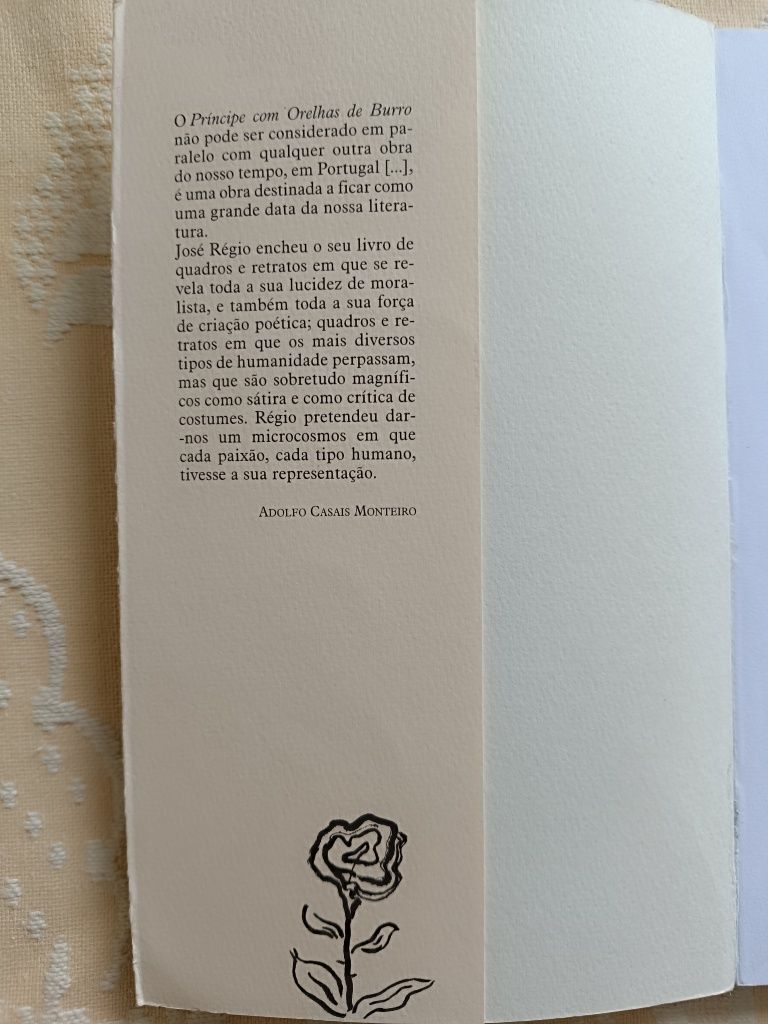 O Príncipe com Orelhas de Burro
não pode ser considerado em pa-
ralelo com qualquer outra obra
do nosso tempo, em Portugal [...],
é uma obra destinada a ficar como
uma grande data da nossa litera-
tura.
José Régio encheu o seu livro de
quadros e retratos em que se re-
vela toda a sua lucidez de mora-
lista, e também toda a sua força
de criação poética; quadros e re-
tratos em que os mais diversos
tipos de humanidade perpassam,
mas que são sobretudo magnífi-
cos como sátira e como crítica de
costumes. Régio pretendeu dar-
-nos um microcosmos em que
cada paixão, cada tipo humano,
tivesse a sua representação.
ADOLFO CASAIS MONTEIRO